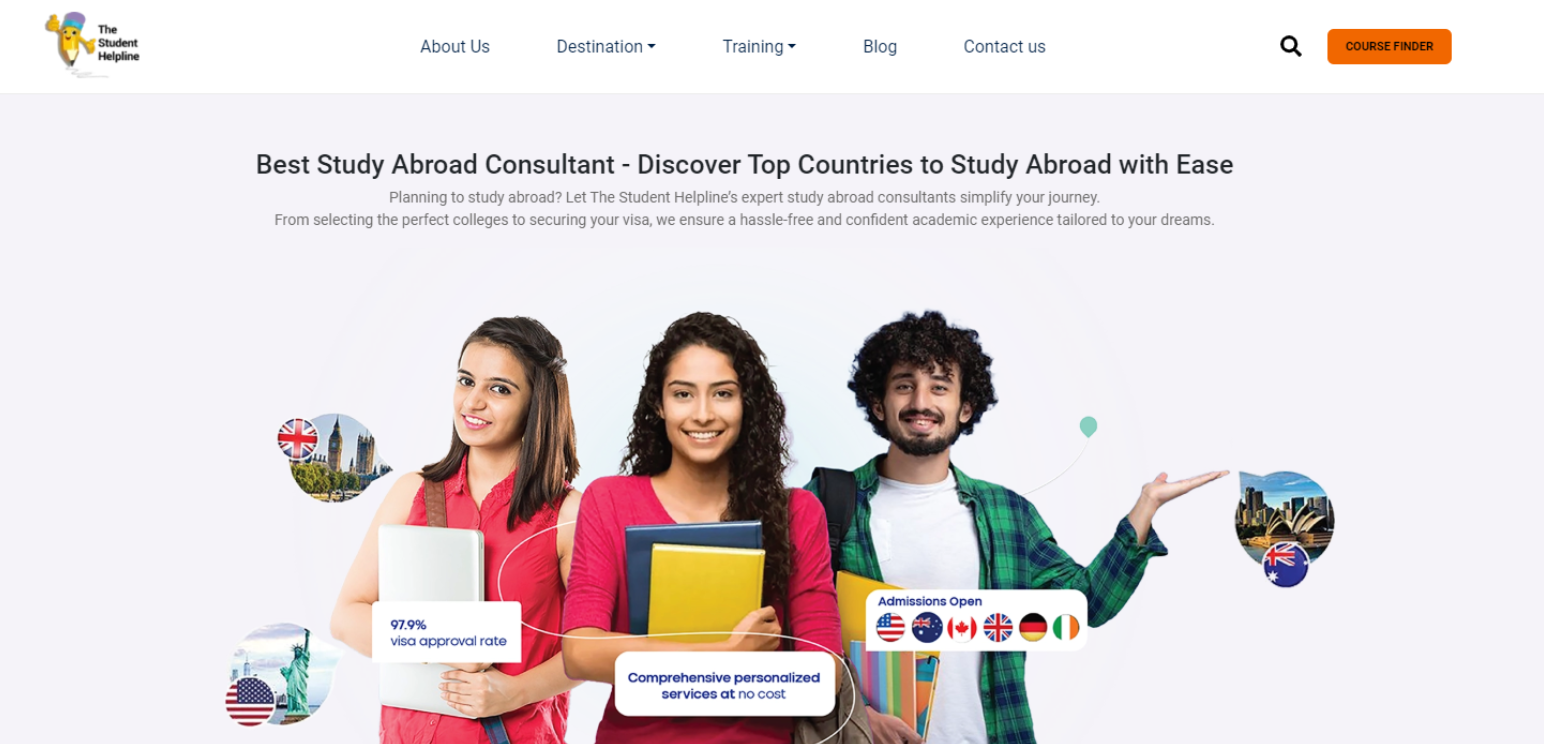 The
Student
Helpline
About Us
Destination
Training
Blog
Contact us
COURSE FINDER
Best Study Abroad Consultant - Discover Top Countries to Study Abroad with Ease
Planning to study abroad? Let The Student Helpline’s expert study abroad consultants simplify your journey.
From selecting the perfect colleges to securing your visa, we ensure a hassle-free and confident academic experience tailored to your dreams.
97.9%
visa approval rate
Comprehensive personalized
services at no cost
Admissions Open